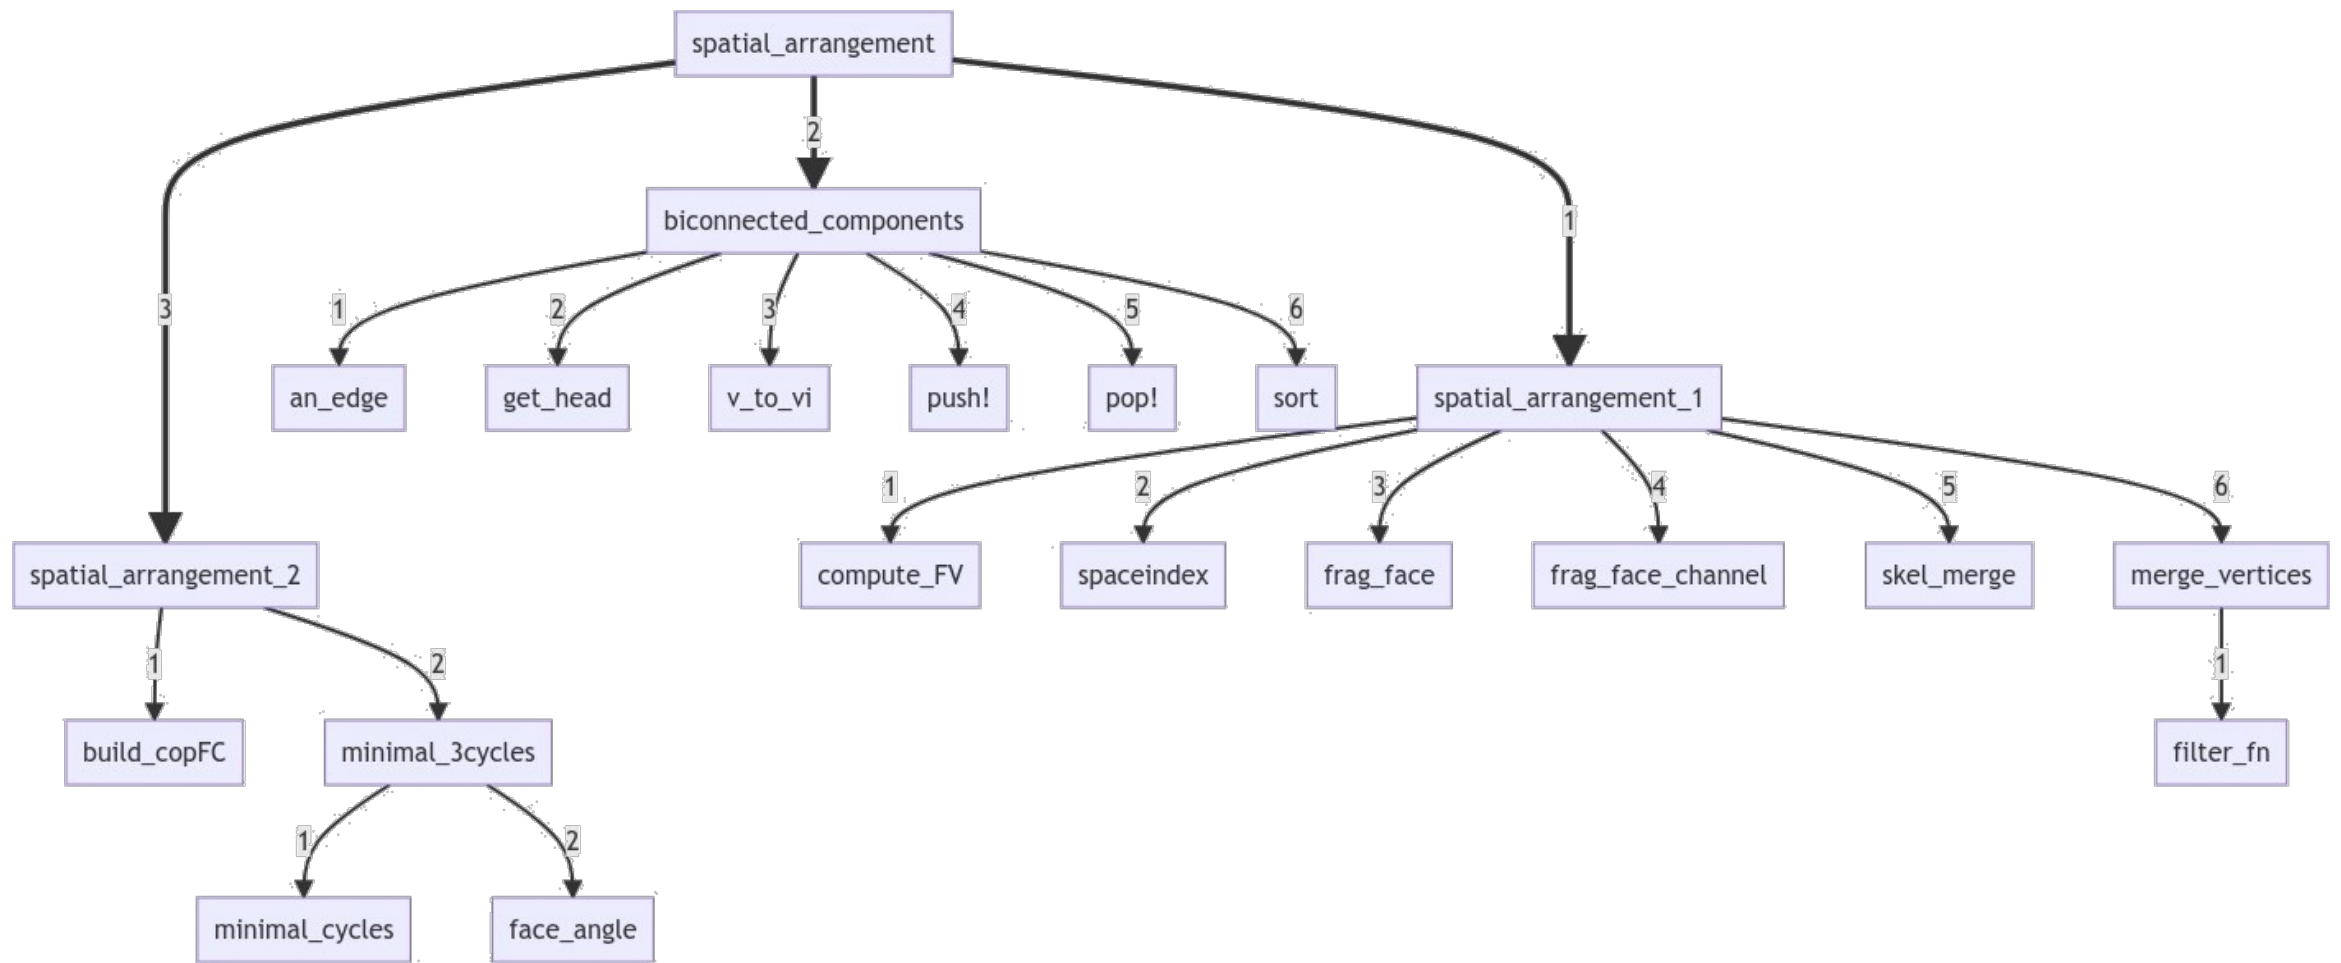 spatial_arrangement
2
biconnected_components
1
3
1
2
3
4
5
6
an_edge
get_head
v_to_vi
push!
pop!
sort
spatial_arrangement_1
1
2
3
4
5
6
spatial_arrangement_2
compute_FV
spaceindex
frag_face
frag_face_channel
skel_merge
merge_vertices
1
2
1
build_copFC
minimal_3cycles
filter_fn
1
2
minimal_cycles
face_angle